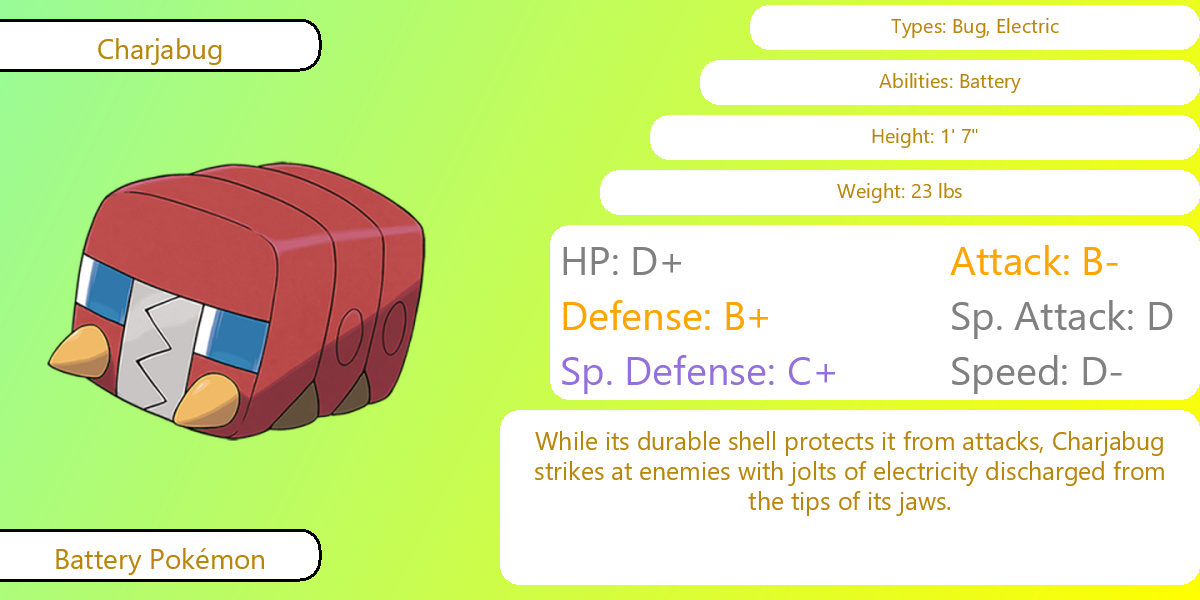 Charjabug
Types: Bug, Electric
Abilities: Battery
Height: 1' 7"
Weight: 23 lbs
HP: D+
Attack: B-
Defense: B+
Sp. Attack: D
Sp. Defense: C+
Speed: D-
While its durable shell protects it from attacks, Charjabug
strikes at enemies with jolts of electricity discharged from
the tips of its jaws.
Battery Pokémon